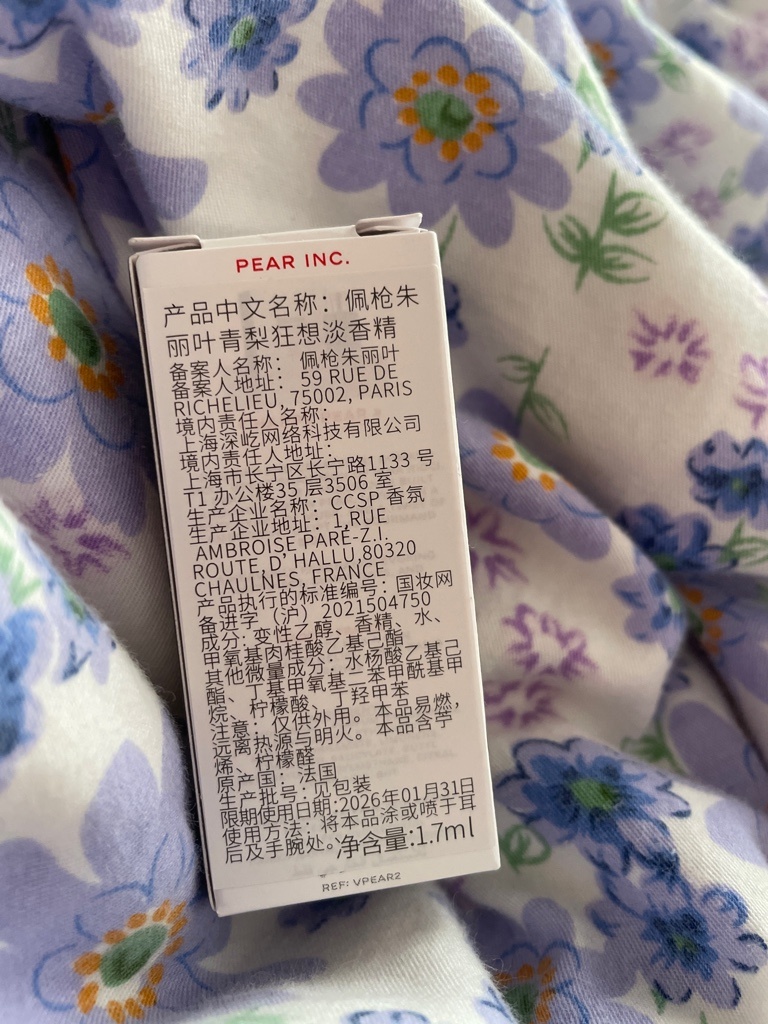 PEAR INC.
产品中文名称：佩枪朱
丽叶青梨狂想淡香精
备案人名称：佩枪朱丽叶
备案人地址：59 RUE DE
RICHELIEU, 75002, PARIS
境内责任人名称：
上海深屹网络科技有限公司
境内责任人地址：
上海市长宁区长宁路1133 号
T1 办公楼35 层3506 室
生产企业名称：CCSP 香氛
生产企业地址：1,RUE
AMBROISE PARÉ-Z.I.
ROUTE D' HALLU,80320
CHAULNES, FRANCE
产品执行的标准编号：国妆网
备进字（沪）2021504750
成分：变性乙醇、香精、水、
甲氧基肉桂酸乙基己酯
其他微量成分：水杨酸乙基己
酯、丁基甲氧基二苯甲酰基甲
烷、柠檬酸、丁羟甲苯
注意：仅供外用。本品易燃，
远离热源与明火。本品含苧
烯、柠檬醛
原产国：法国
生产批号：见包装
限期使用日期:2026年01月31日
使用方法：将本品涂或喷于耳
后及手腕处。净含量:1.7ml
REF: VPEAR2